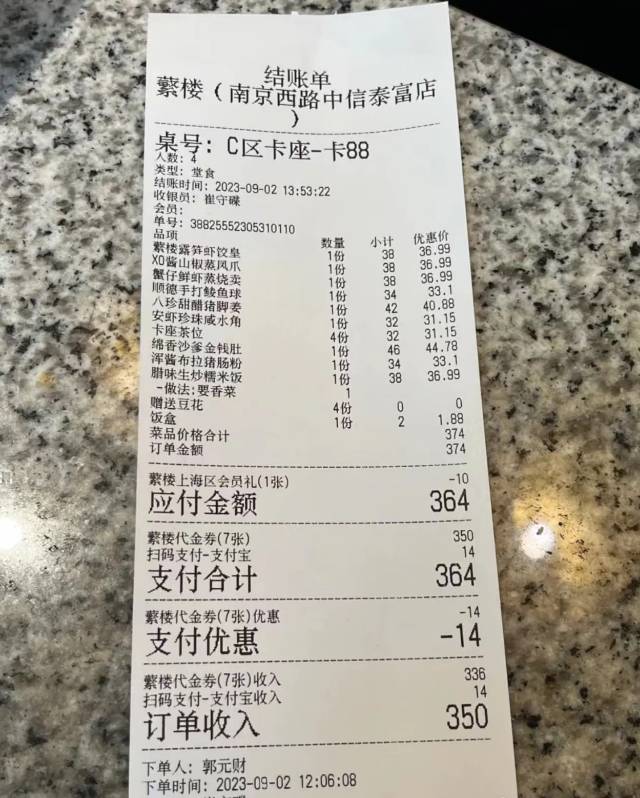 结账单
蘩楼（南京西路中信泰富店
）
桌号: C区卡座-卡88
人数: 4
类型: 堂食
结账时间: 2023-09-02 13:53:22
收银员: 崔守碟
会员:
单号: 38825552305310110
品项 数量 小计 优惠价
蘩楼露笋虾饺皇 1份 38 36.99
XO酱山椒蒸凤爪 1份 38 36.99
蟹仔鲜虾蒸烧卖 1份 38 36.99
顺德手打鲮鱼球 1份 34 33.1
八珍甜醋猪脚姜 1份 42 40.88
安虾珍珠咸水角 1份 32 31.15
卡座茶位 4份 32 31.15
绵香沙爹金钱肚 1份 46 44.78
浑酱布拉猪肠粉 1份 34 33.1
腊味生炒糯米饭 1份 38 36.99
-做法:要香菜 1
赠送豆花 4份 0 0
饭盒 1份 2 1.88
菜品价格合计 374
订单金额 374
蘩楼上海区会员礼(1张) -10
应付金额 364
蘩楼代金券(7张) 350
扫码支付-支付宝 14
支付合计 364
蘩楼代金券(7张)优惠 -14
支付优惠 -14
蘩楼代金券(7张)收入 336
扫码支付-支付宝收入 14
订单收入 350
下单人: 郭元财
下单时间: 2023-09-02 12:06:08